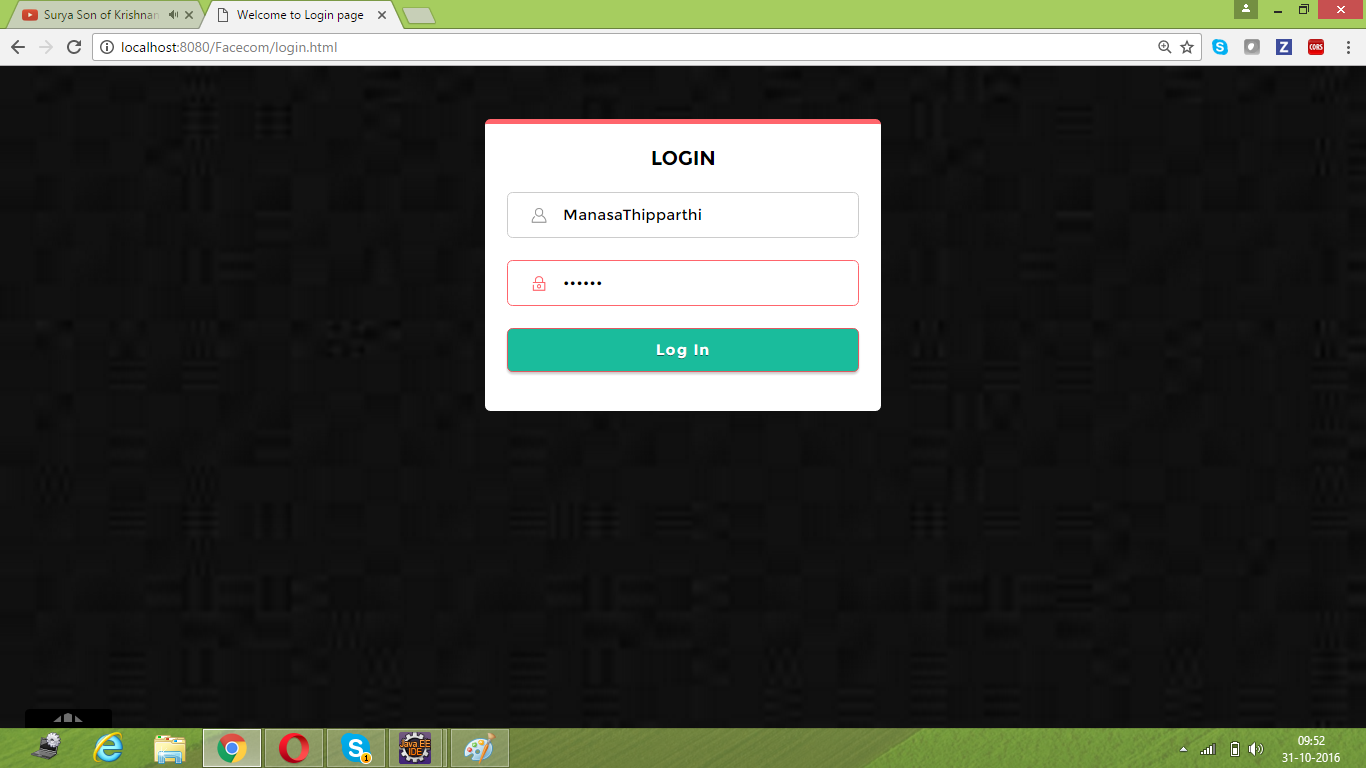 Surya Son of Krishnan
Welcome to Login page
localhost:8080/Facecom/login.html
Z
CORS
LOGIN
ManasaThipparthi
••••••
Log In
Java EE
IDE
1
09:52
31-10-2016